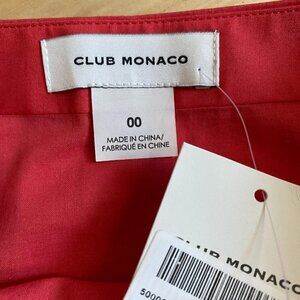 CLUB MONACO
00
MADE IN CHINA/
FABRIQUÉ EN CHINE
CLUB MONACO